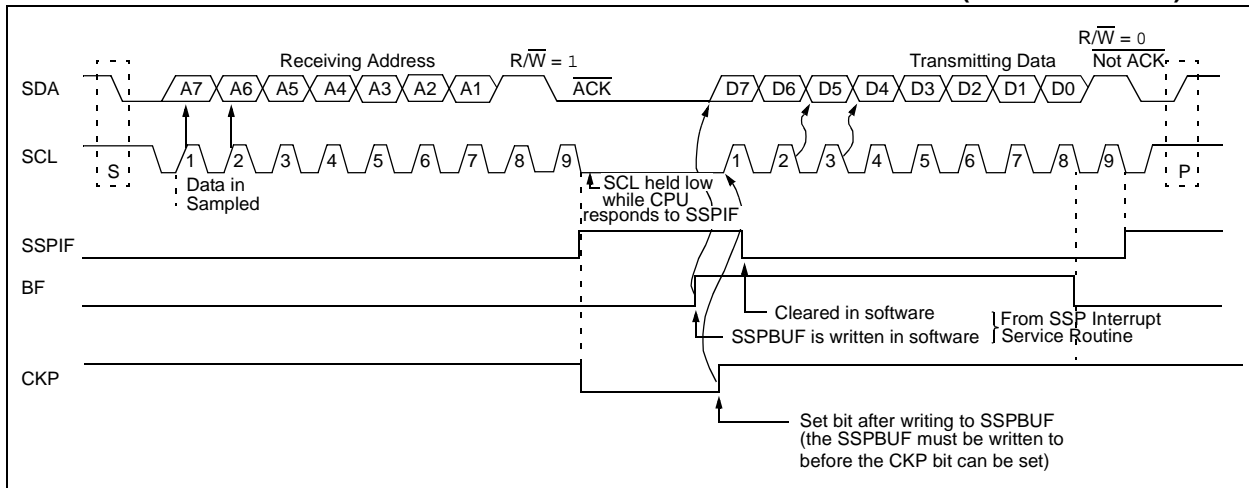 R/W = 0
Receiving Address R/W = 1 Transmitting Data Not ACK
SDA A7 A6 A5 A4 A3 A2 A1 ACK D7 D6 D5 D4 D3 D2 D1 D0
SCL S 1 2 3 4 5 6 7 8 9 1 2 3 4 5 6 7 8 9 P
Data in
Sampled
SCL held low
while CPU
responds to SSPIF
SSPIF
BF
Cleared in software
SSPBUF is written in software
From SSP Interrupt
Service Routine
CKP
Set bit after writing to SSPBUF
(the SSPBUF must be written to
before the CKP bit can be set)